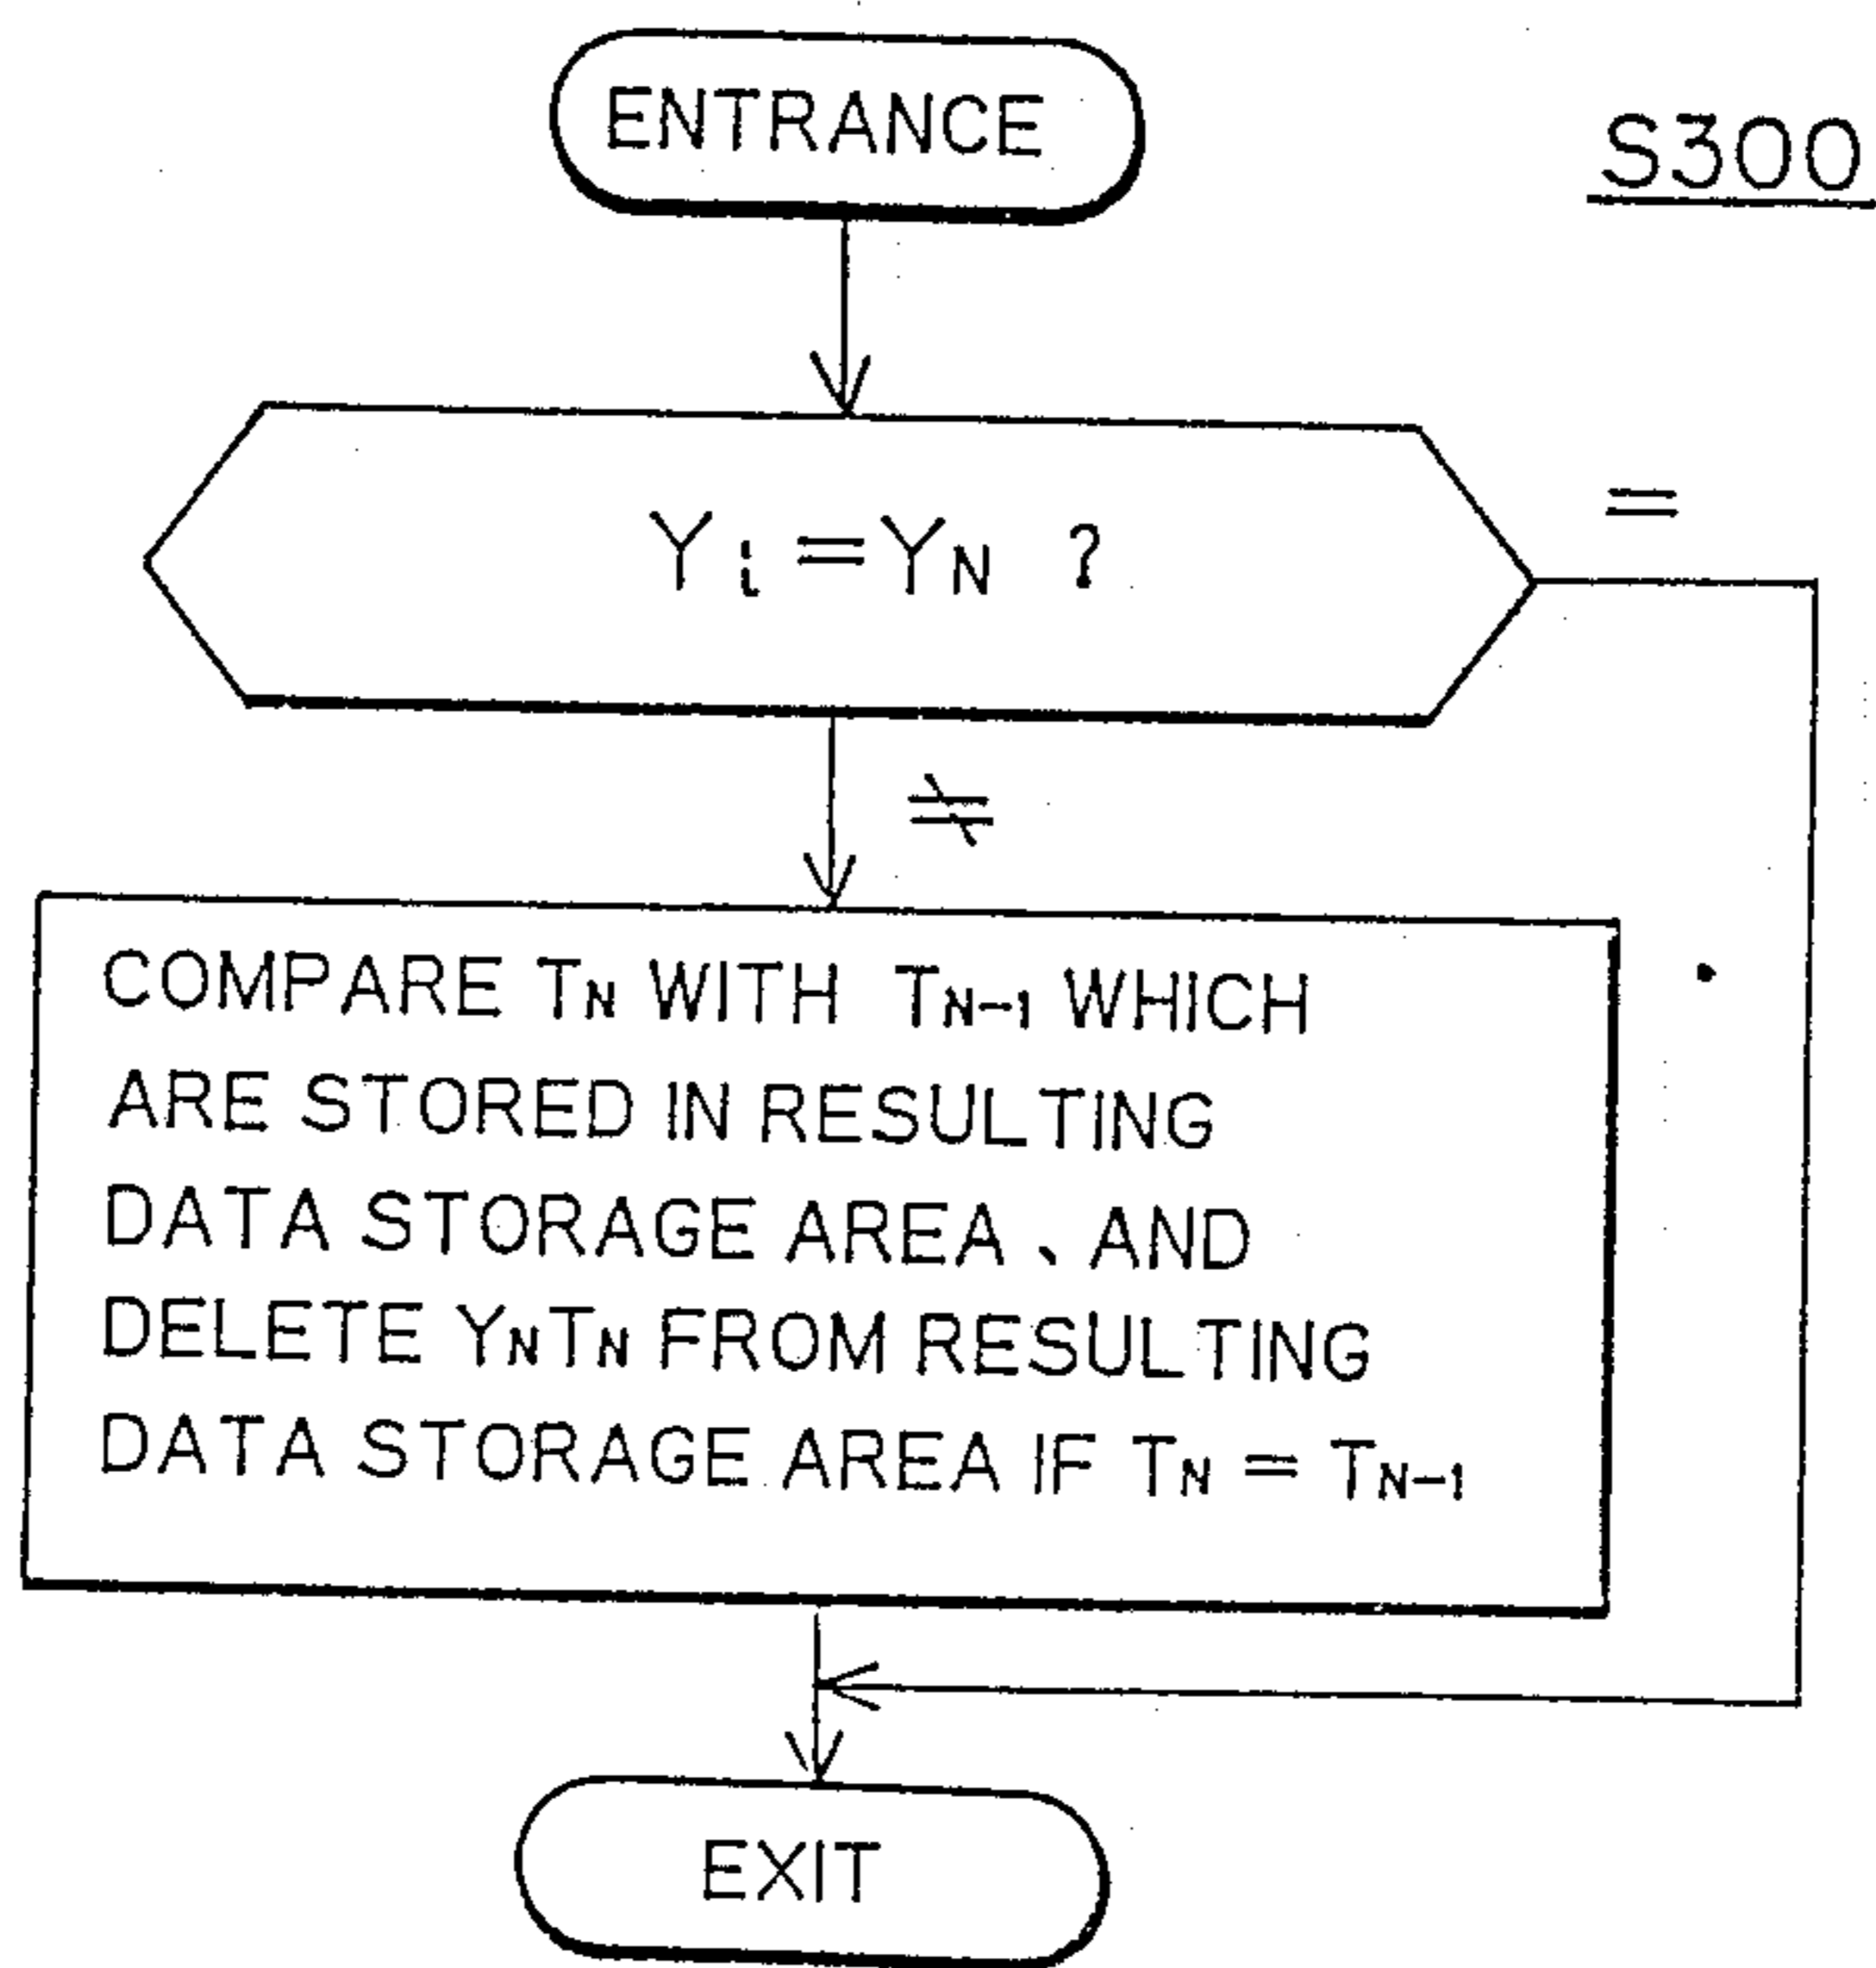 ENTRANCE
S300
Yi=YN ?
=
≠
COMPARE TN WITH TN-1 WHICH
ARE STORED IN RESULTING
DATA STORAGE AREA、AND
DELETE YNTN FROM RESULTING
DATA STORAGE AREA IF TN = TN-1
EXIT